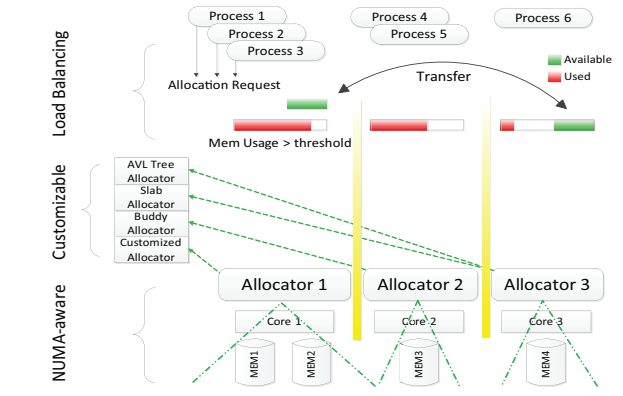 Load Balancing
Process 1
Process 2
Process 3
Process 4
Process 5
Process 6
Allocation Request
Transfer
Available
Used
Mem Usage > threshold
Customizable
AVL Tree
Allocator
Slab
Allocator
Buddy
Allocator
Customized
Allocator
NUMA-aware
Allocator 1
Allocator 2
Allocator 3
Core 1
Core 2
Core 3
MEM1
MEM2
MEM3
MEM4